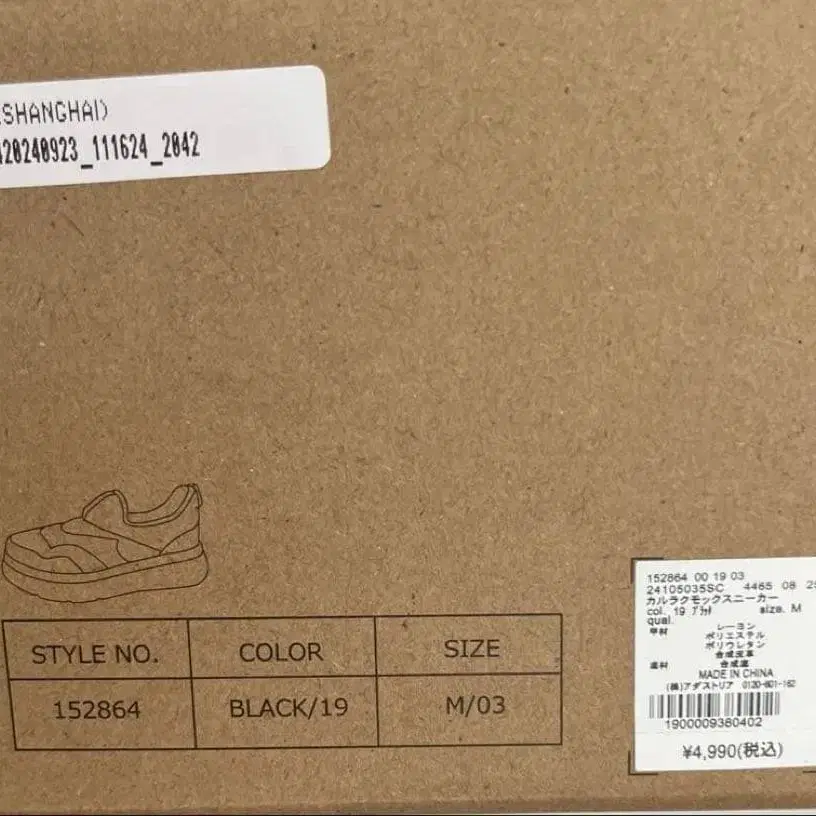 SHANGHAI)
20240923_111624_2042
STYLE NO. COLOR SIZE
152864 BLACK/19 M/03
152864 00 19 03
24105035SC 4465 08
カルラクモックスニーカー
col. 19 ﾌﾞﾗｯｸ size. M
qual.
甲材 レーヨン
ポリエステル
ポリウレタン
合成皮革
底材 合成底
MADE IN CHINA
(株)アダストリア 0120-601-162
1900009380402
¥4,990(税込)